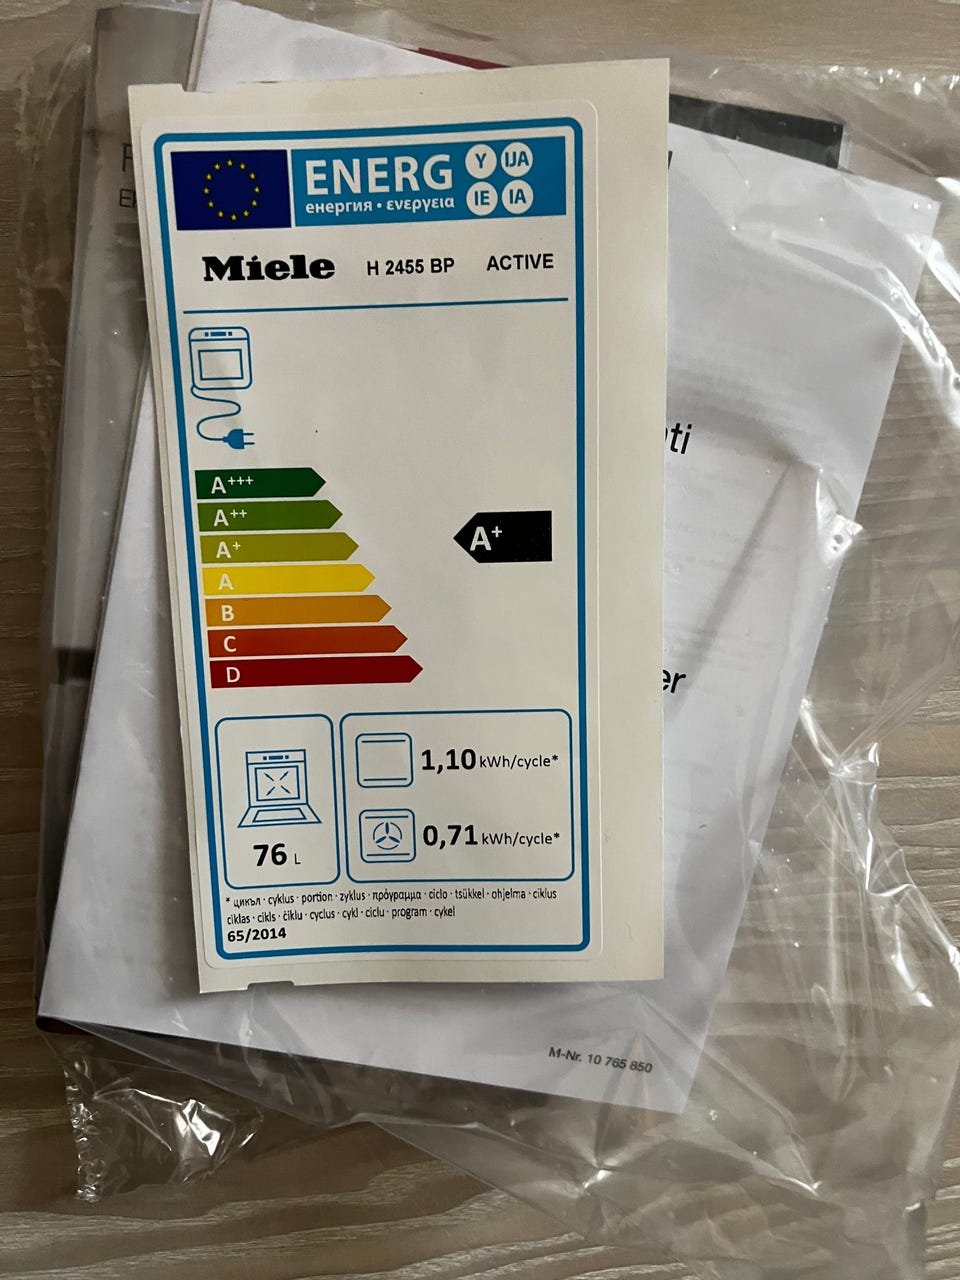 ENERG Y IJA
енергия · ενεργεια IE IA
Miele H 2455 BP ACTIVE
A+++
A++
A+
A+
A
B
C
D
1,10 kWh/cycle*
0,71 kWh/cycle*
76 L
* цикъл · cyklus · portion · zyklus · πρόγραμμα · ciclo · tsükkel · ohjelma · ciklus
ciklas · cikls · ċiklu · cyclus · cykl · ciclu · program · cykel
65/2014
M-Nr. 10 765 850